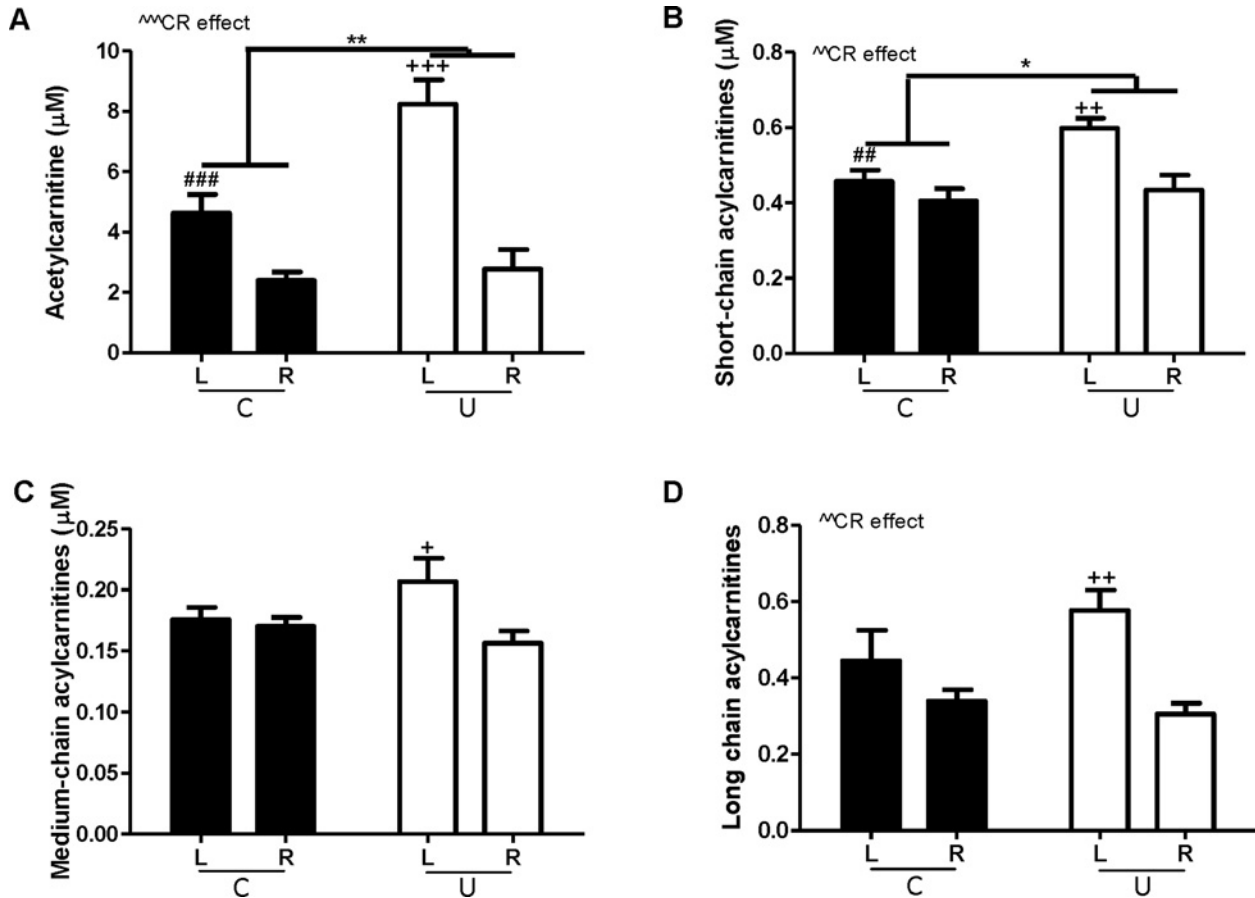 A
^^^CR effect
**
+++
###
Acetylcarnitine (μM)
10
8
6
4
2
0
L R L R
C U
B
^^CR effect
*
++
##
Short-chain acylcarnitines (μM)
0.8
0.6
0.4
0.2
0.0
L R L R
C U
C
+
Medium-chain acylcarnitines (μM)
0.25
0.20
0.15
0.10
0.05
0.00
L R L R
C U
D
^^CR effect
++
Long chain acylcarnitines
0.8
0.6
0.4
0.2
0.0
L R L R
C U